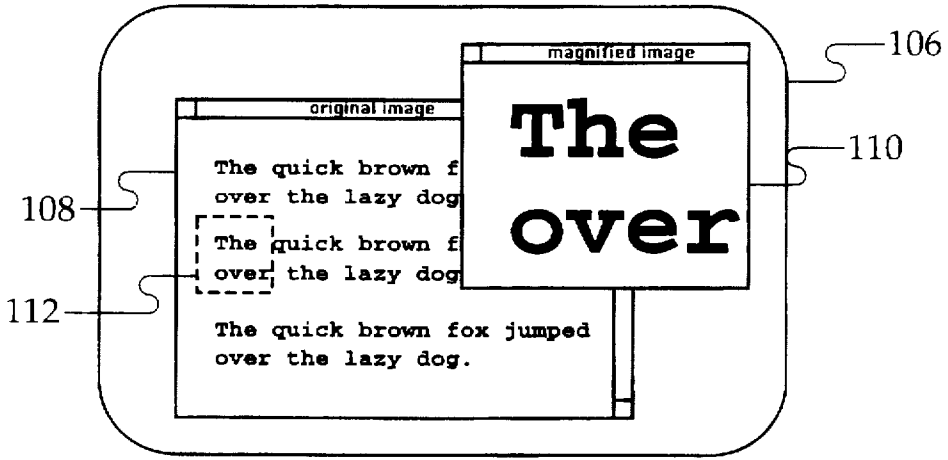 magnified image
106
original image
The
110
The quick brown f
108
over the lazy dog
over
The quick brown f
over the lazy dog
112
The quick brown fox jumped
over the lazy dog.